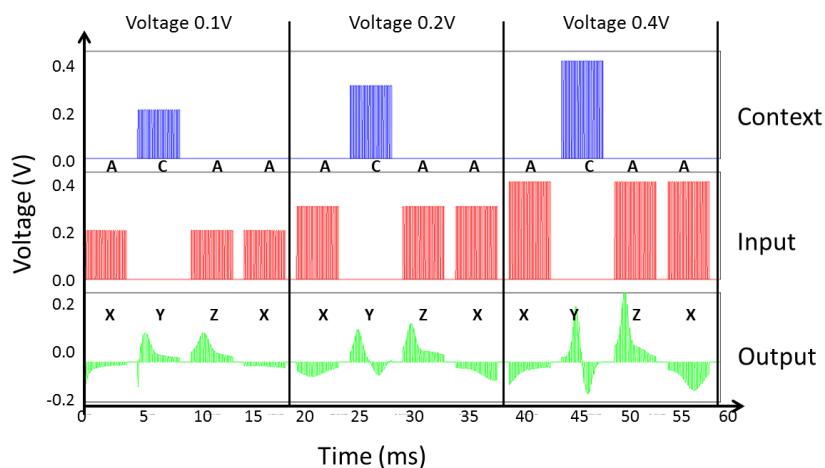 Voltage 0.1V Voltage 0.2V Voltage 0.4V
0.4
0.2
0.0
Context
A C A A A C A A A C A A
0.4
0.2
0.0
Voltage (V)
Input
0.2
0.0
-0.2
X Y Z X X Y Z X X Y Z X
Output
0 5 10 15 20 25 30 35 40 45 50 55 60
Time (ms)